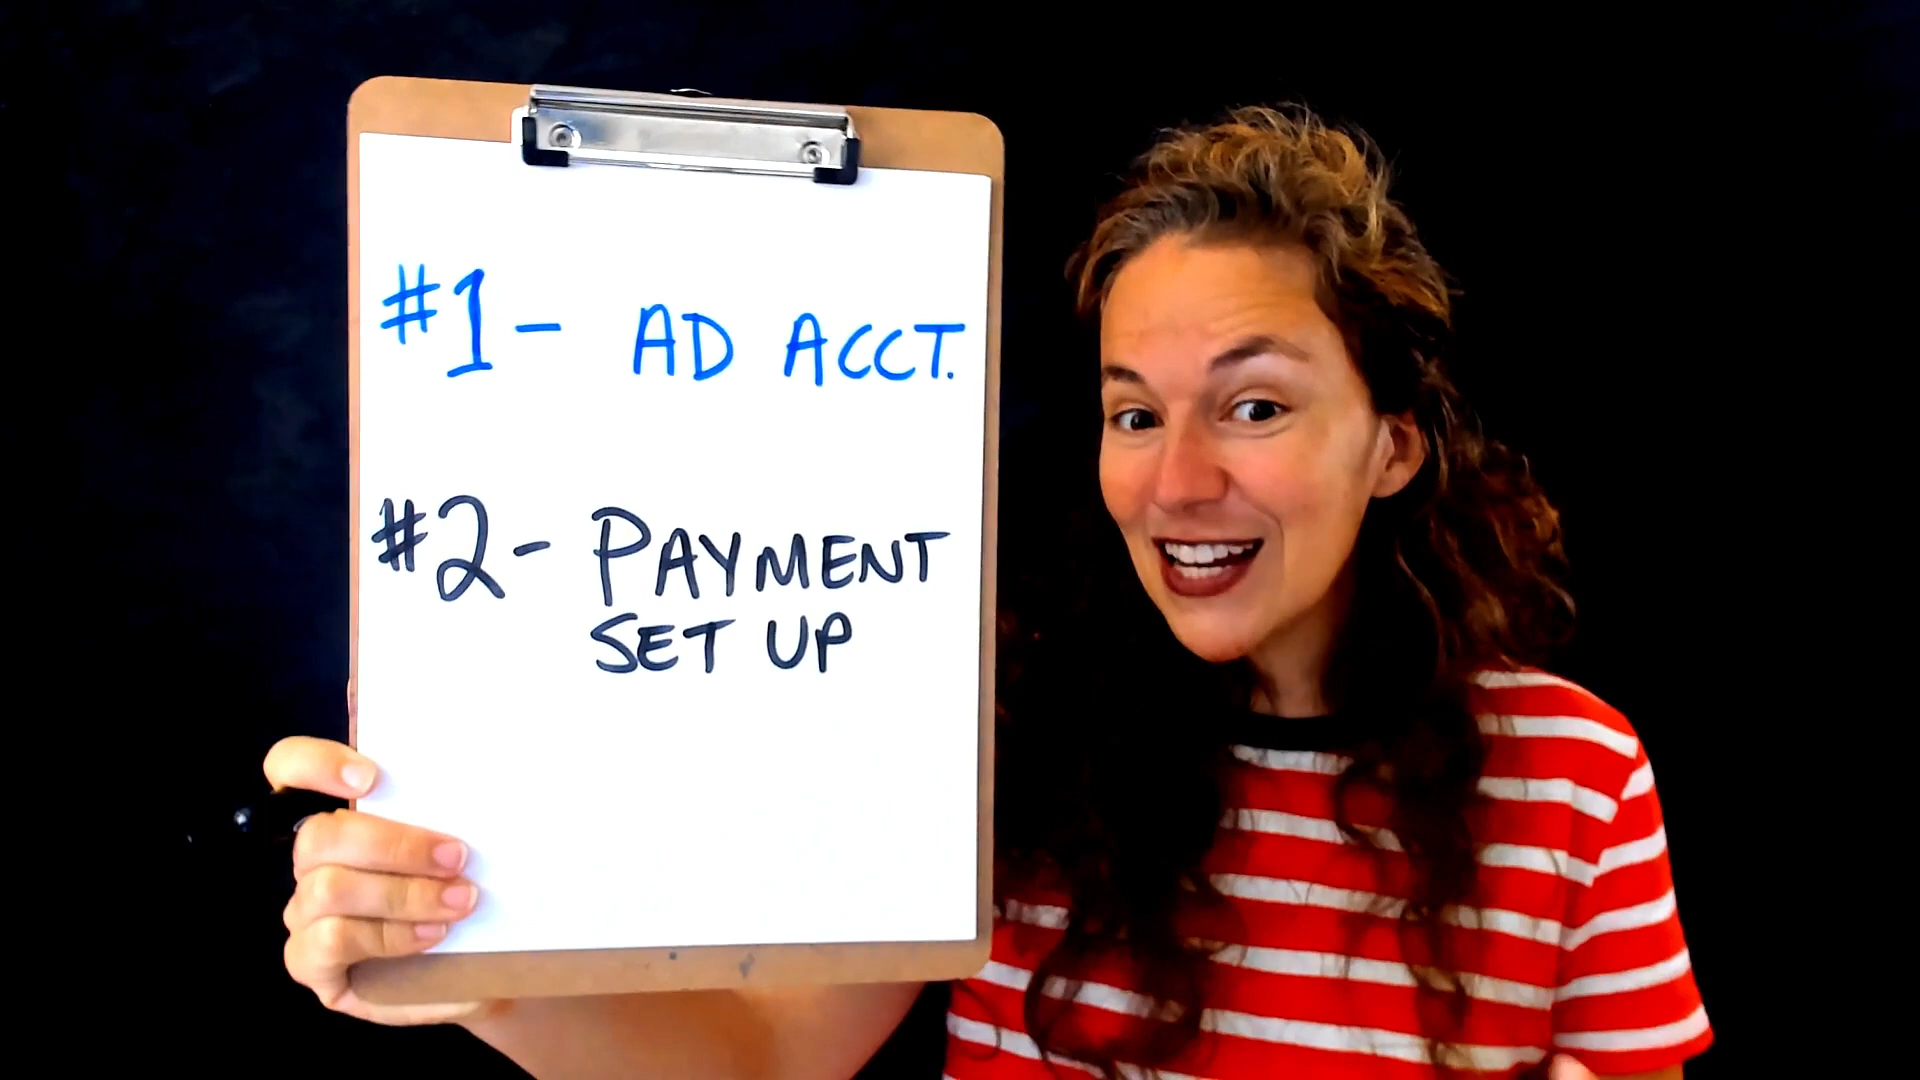 #1 - AD ACCT.
#2 - PAYMENT
SET UP